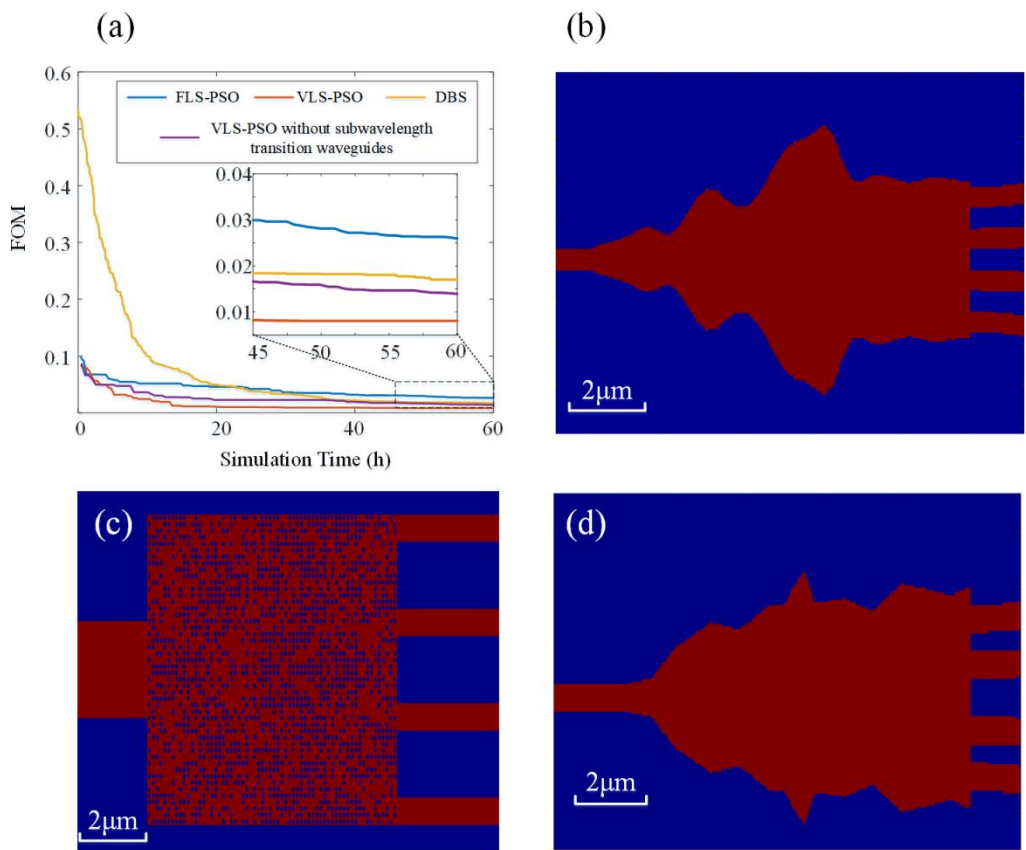 (a)
(b)
0.6
0.5
0.4
0.3
0.2
0.1
FOM
FLS-PSO
VLS-PSO
DBS
VLS-PSO without subwavelength
transition waveguides
0.04
0.03
0.02
0.01
45
50
55
60
0
20
40
60
Simulation Time (h)
2μm
(c)
2μm
(d)
2μm